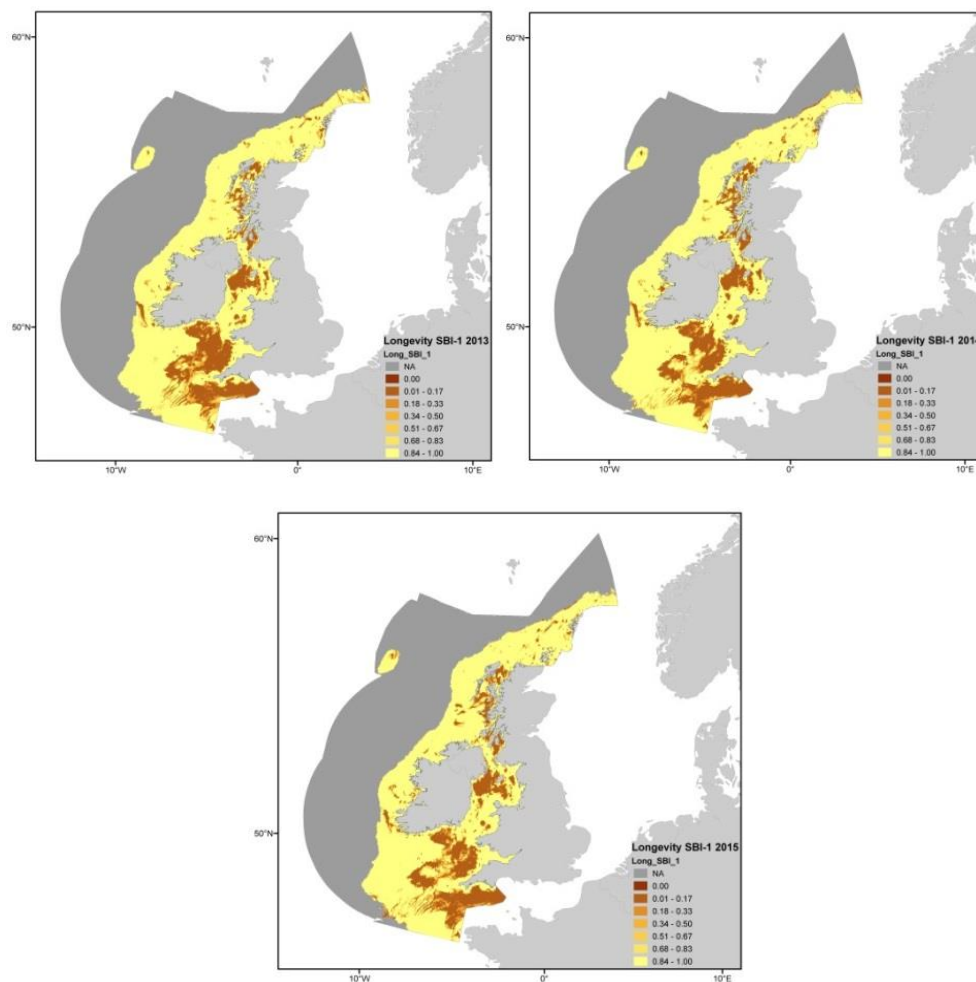 60°N
50°N
Longevity SBI-1 2013
Long_SBI_1
NA
0.00
0.01 - 0.17
0.18 - 0.33
0.34 - 0.50
0.51 - 0.67
0.68 - 0.83
0.84 - 1.00
10°W
0°
10°E
60°N
50°N
Longevity SBI-1 2014
Long_SBI_1
NA
0.00
0.01 - 0.17
0.18 - 0.33
0.34 - 0.50
0.51 - 0.67
0.68 - 0.83
0.84 - 1.00
10°W
0°
10°E
60°N
50°N
Longevity SBI-1 2015
Long_SBI_1
NA
0.00
0.01 - 0.17
0.18 - 0.33
0.34 - 0.50
0.51 - 0.67
0.68 - 0.83
0.84 - 1.00
10°W
0°
10°E